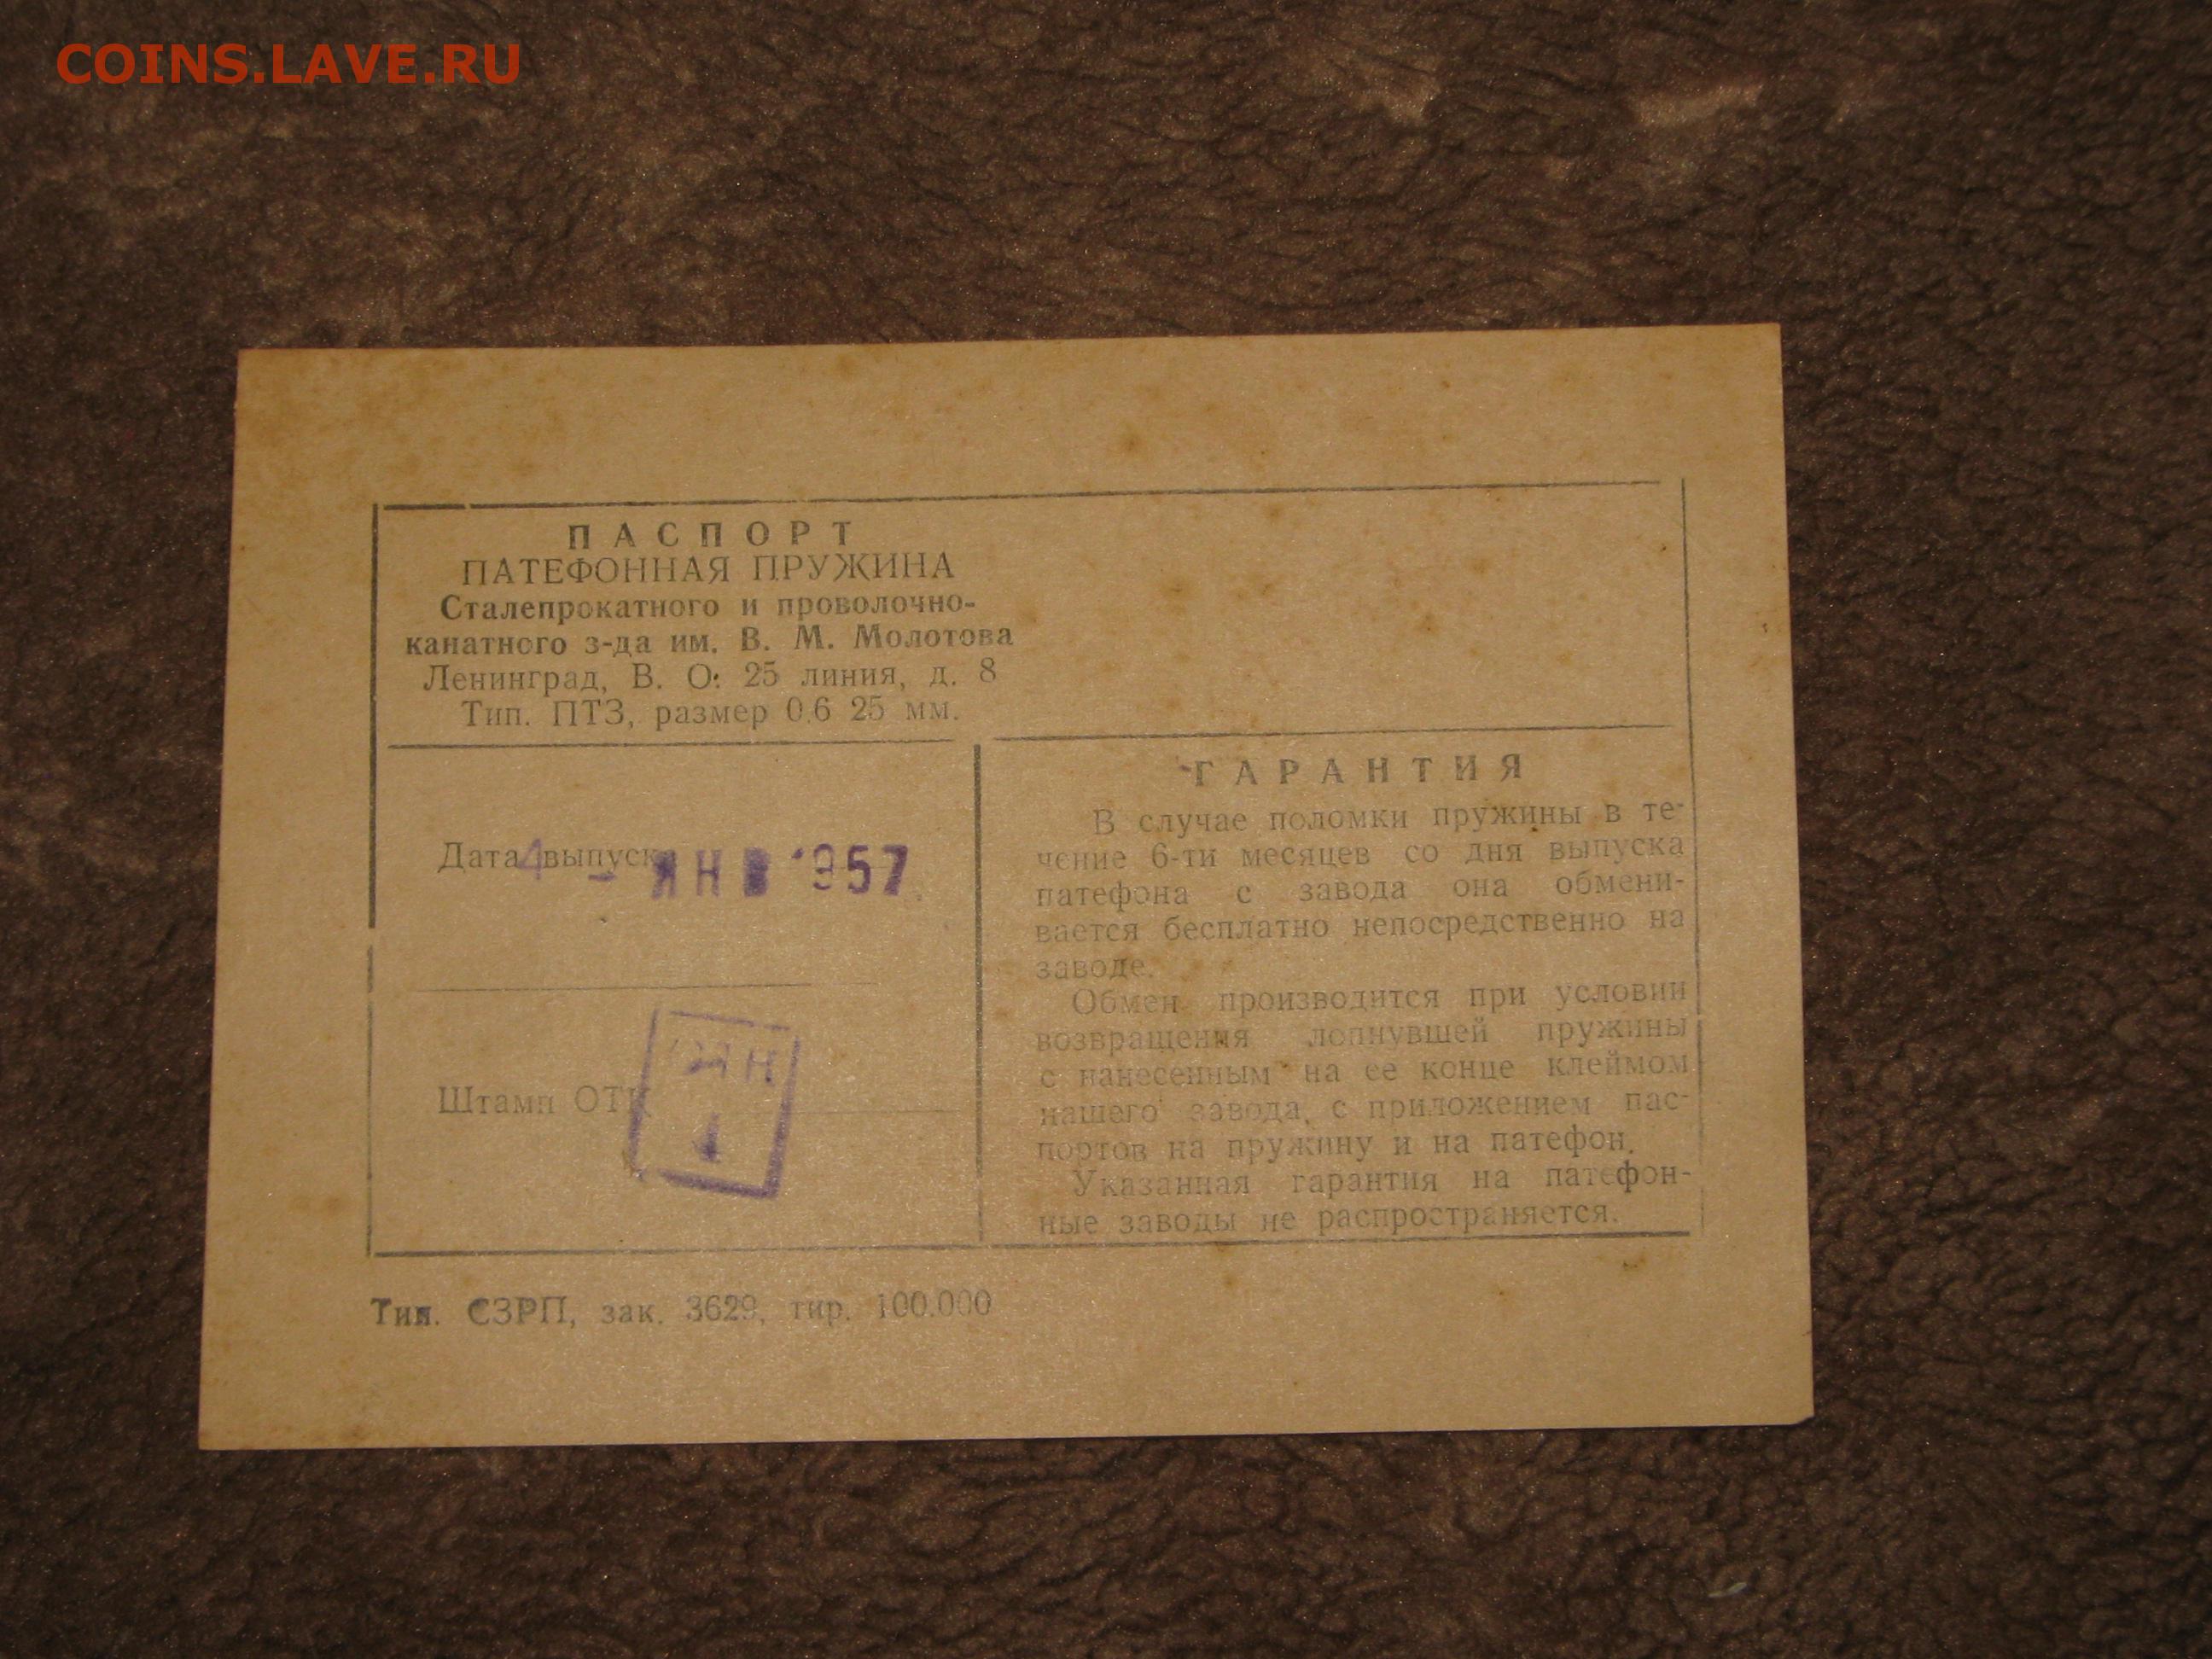 COINS.LAVE.RU
ПАСПОРТ
ПАТЕФОННАЯ ПРУЖИНА
Сталепрокатного и проволочно-
канатного з-да им. В. М. Молотова
Ленинград, В. О. 25 линия, д. 8
Тип. ПТЗ, размер 0,6 25 мм.
Дата выпуска 4 - ЯНВ 1957
Штамп ОТК
ГАРАНТИЯ
В случае поломки пружины в те-
чение 6-ти месяцев со дня выпуска
патефона с завода она обмени-
вается бесплатно непосредственно на
заводе.
Обмен производится при условии
возвращения лопнувшей пружины
с нанесенным на ее конце клеймом
нашего завода, с приложением пас-
портов на пружину и на патефон.
Указанная гарантия на патефон-
ные заводы не распространяется.
Тип. СЗРП, зак. 3629, тир. 100.000